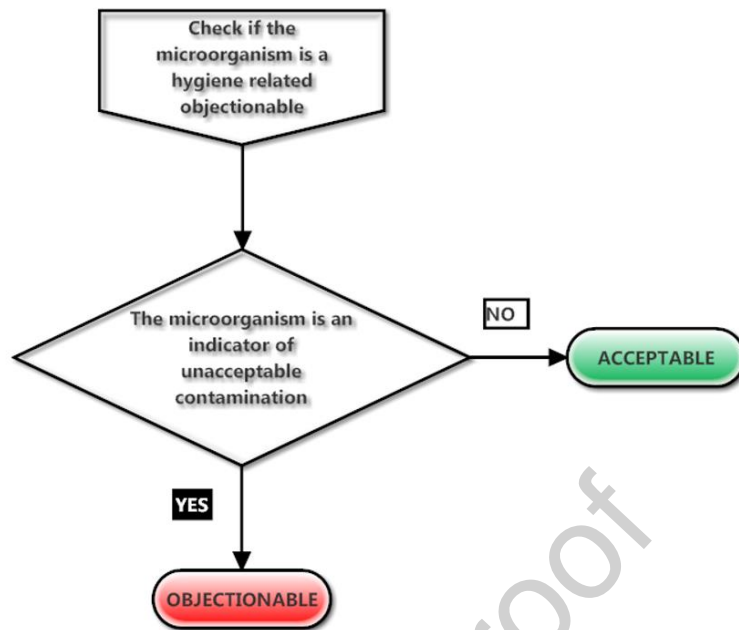 Check if the
microorganism is a
hygiene related
objectionable
The microorganism is an
indicator of
unacceptable
contamination
NO
ACCEPTABLE
YES
OBJECTIONABLE
roof